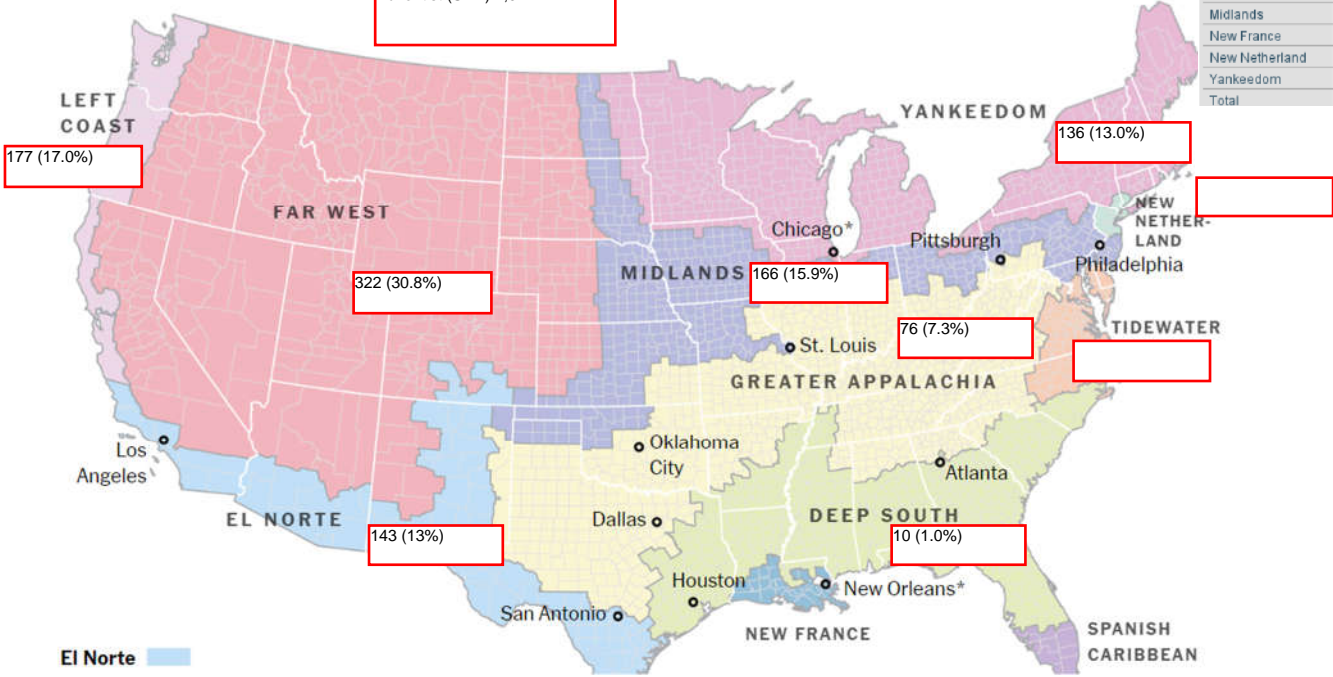 Midlands
New France
New Netherland
Yankeedom
Total
LEFT
COAST
YANKEEDOM
177 (17.0%)
136 (13.0%)
FAR WEST
NEW
NETHER-
LAND
Chicago*
Pittsburgh
Philadelphia
MIDLANDS
166 (15.9%)
322 (30.8%)
76 (7.3%)
TIDEWATER
St. Louis
GREATER APPALACHIA
Los
Angeles
Oklahoma
City
Atlanta
EL NORTE
Dallas
DEEP SOUTH
143 (13%)
10 (1.0%)
Houston
New Orleans*
San Antonio
NEW FRANCE
SPANISH
CARIBBEAN
El Norte